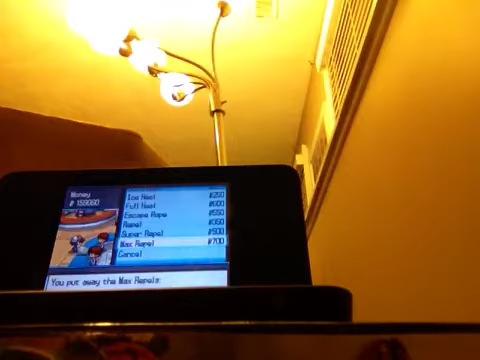 Money
₽ 159060
Ice Heal ₽250
Full Heal ₽600
Escape Rope ₽550
Repel ₽350
Super Repel ₽500
Max Repel ₽700
Cancel
You put away the Max Repels.